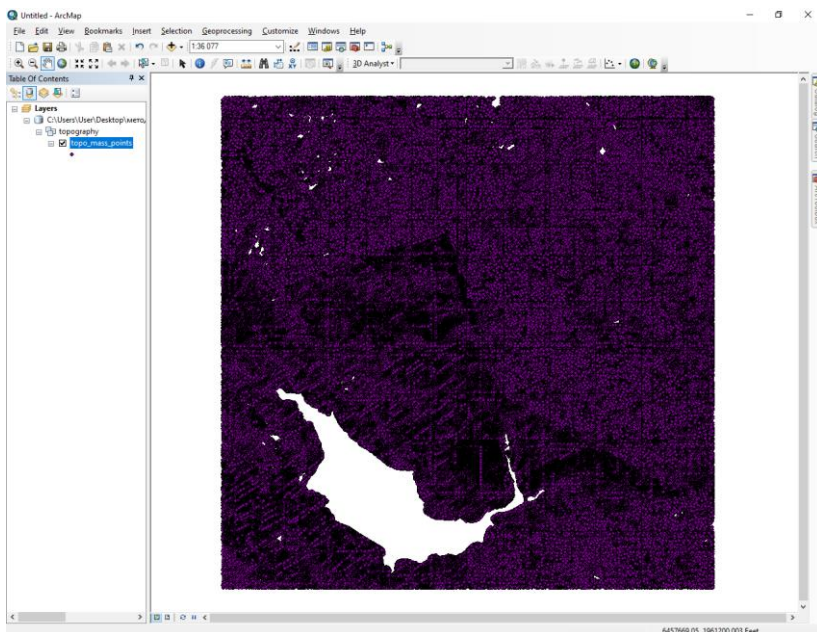 Untitled - ArcMap
File Edit View Bookmarks Insert Selection Geoprocessing Customize Windows Help
1:36 077
3D Analyst
Table Of Contents
Layers
C:\Users\User\Desktop\мето,
topography
topo_mass_points
6457669,05 1961200,003 Feet